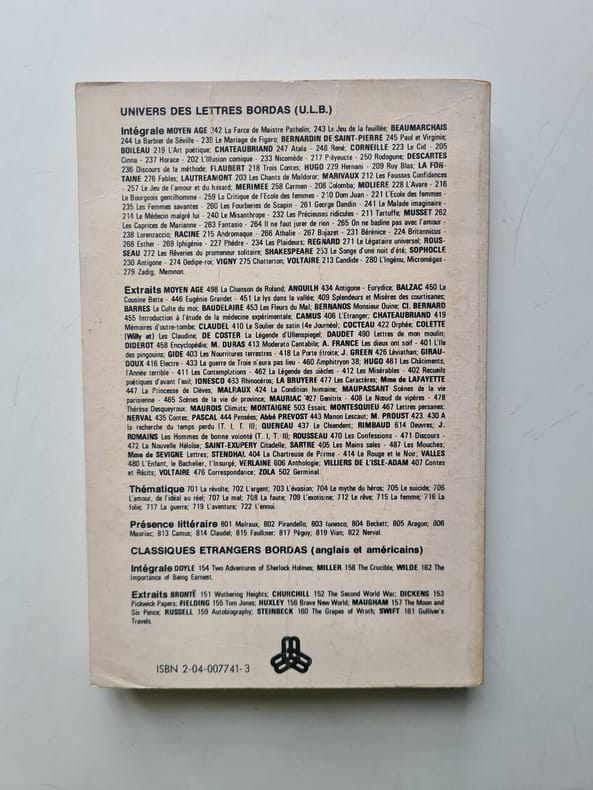 UNIVERS DES LETTRES BORDAS (U.L.B.)
Intégrale MOYEN AGE 242 La Farce de Maistre Pathelin; 243 Le Jeu de la feuillée; BEAUMARCHAIS
244 Le Barbier de Séville - 239 Le Mariage de Figaro; BERNARDIN DE SAINT-PIERRE 245 Paul et Virginie;
BOILEAU 219 L'Art poétique; CHATEAUBRIAND 247 Atala - 248 René; CORNEILLE 223 Le Cid - 205
Cinna - 237 Horace - 202 L'Illusion comique - 233 Nicomède - 217 Polyeucte - 250 Rodogune; DESCARTES
236 Discours de la méthode; FLAUBERT 218 Trois Contes; HUGO 229 Hernani - 209 Ruy Blas; LA FON-
TAINE 276 Fables; LAUTREAMONT 203 Les Chants de Maldoror; MARIVAUX 212 Les Fausses Confidences
- 257 Le Jeu de l'amour et du hasard; MERIMEE 258 Carmen - 208 Colomba; MOLIERE 228 L'Avare - 216
Le Bourgeois gentilhomme - 259 La Critique de l'Ecole des femmes - 210 Dom Juan - 221 L'Ecole des femmes -
235 Les Femmes savantes - 260 Les Fourberies de Scapin - 261 George Dandin - 241 Le Malade imaginaire -
214 Le Médecin malgré lui - 240 Le Misanthrope - 232 Les Précieuses ridicules - 211 Tartuffe; MUSSET 262
Les Caprices de Marianne - 263 Fantasio - 264 Il ne faut jurer de rien - 265 On ne badine pas avec l'amour -
238 Lorenzaccio; RACINE 215 Andromaque - 266 Athalie - 267 Bajazet - 231 Bérénice - 224 Britannicus -
268 Esther - 269 Iphigénie - 227 Phèdre - 234 Les Plaideurs; REGNARD 271 Le Légataire universel; ROUS-
SEAU 272 Les Rêveries du promeneur solitaire; SHAKESPEARE 253 Le Songe d'une nuit d'été; SOPHOCLE
230 Antigone - 274 Oedipe-roi; VIGNY 275 Chatterton; VOLTAIRE 213 Candide - 280 L'Ingénu, Micromégas-
279 Zadig, Memnon.
Extraits MOYEN AGE 498 La Chanson de Roland; ANOUILH 434 Antigone - Eurydice; BALZAC 450 La
Cousine Bette - 446 Eugénie Grandet - 451 Le lys dans la vallée; 409 Splendeurs et Misères des courtisanes;
BARRES Le Culte du moi; BAUDELAIRE 453 Les Fleurs du Mal; BERNANOS Monsieur Ouine; Cl. BERNARD
455 Introduction à l'étude de la médecine expérimentale; CAMUS 406 L'Etranger; CHATEAUBRIAND 419
Mémoires d'outre-tombe; CLAUDEL 410 Le Soulier de satin (4e Journée); COCTEAU 422 Orphée; COLETTE
(Willy et) Les Claudine; DE COSTER La Légende d'Ulenspiegel; DAUDET 490 Lettres de mon moulin;
DIDEROT 458 Encyclopédie; M. DURAS 413 Moderato Cantabile; A. FRANCE Les dieux ont soif - 401 L'Ile
des pingouins; GIDE 403 Les Nourritures terrestres - 418 La Porte étroite; J. GREEN 426 Léviathan; GIRAU-
DOUX 416 Electre - 433 La guerre de Troie n'aura pas lieu - 460 Amphitryon 38; HUGO 461 Les Châtiments,
l'Année terrible - 411 Les Contemplations - 462 La Légende des siècles - 412 Les Misérables - 402 Recueils
poétiques d'avant l'exil; IONESCO 463 Rhinocéros; LA BRUYERE 477 Les Caractères; Mme de LAFAYETTE
447 La Princesse de Clèves; MALRAUX 424 La Condition humaine; MAUPASSANT Scènes de la vie
parisienne - 465 Scènes de la vie de province; MAURIAC 427 Genitrix - 408 Le Nœud de vipères - 478
Thérèse Desqueyroux; MAUROIS Climats; MONTAIGNE 503 Essais; MONTESQUIEU 467 Lettres persanes;
NERVAL 435 Contes; PASCAL 444 Pensées; Abbé PREVOST 443 Manon Lescaut; M. PROUST 423. 430 A
la recherche du temps perdu (T. I, T. II); QUENEAU 437 Le Chiendent; RIMBAUD 614 Oeuvres; J.
ROMAINS Les Hommes de bonne volonté (T. I, T. II); ROUSSEAU 470 Les Confessions - 471 Discours -
472 La Nouvelle Héloïse; SAINT-EXUPERY Citadelle; SARTRE 405 Les Mains sales - 487 Les Mouches;
Mme de SEVIGNE Lettres; STENDHAL 404 La Chartreuse de Parme - 414 Le Rouge et le Noir; VALLES
480 L'Enfant, le Bachelier, l'Insurgé; VERLAINE 606 Anthologie; VILLIERS DE L'ISLE-ADAM 407 Contes
et Récits; VOLTAIRE 476 Correspondance; ZOLA 502 Germinal.
Thématique 701 La révolte; 702 L'argent; 703 L'évasion; 704 Le mythe du héros; 705 Le suicide; 706
L'amour, de l'idéal au réel; 707 Le mal; 708 La faute; 709 L'exotisme; 712 Le rêve; 715 La femme; 716 La
folie; 717 La guerre; 719 L'aventure; 722 L'ennui.
Présence littéraire 801 Malraux, 802 Pirandello; 803 Ionesco; 804 Beckett; 805 Aragon; 806
Mauriac; 813 Camus; 814 Claudel; 815: Faulkner; 817 Péguy; 819 Vian; 822 Nerval.
CLASSIQUES ETRANGERS BORDAS (anglais et américains)
Intégrale DOYLE 154 Two Adventures of Sherlock Holmes; MILLER 158 The Crucible; WILDE 162 The
Importance of Being Earnest.
Extraits BRONTË 151 Wuthering Heights; CHURCHILL 152 The Second World War; DICKENS 153
Pickwick Papers; FIELDING 155 Tom Jones; HUXLEY 156 Brave New World; MAUGHAM 157 The Moon and
Six Pence; RUSSELL 159 Autobiography; STEINBECK 160 The Grapes of Wrath; SWIFT 161 Gulliver's
Travels.
ISBN 2-04-007741-3